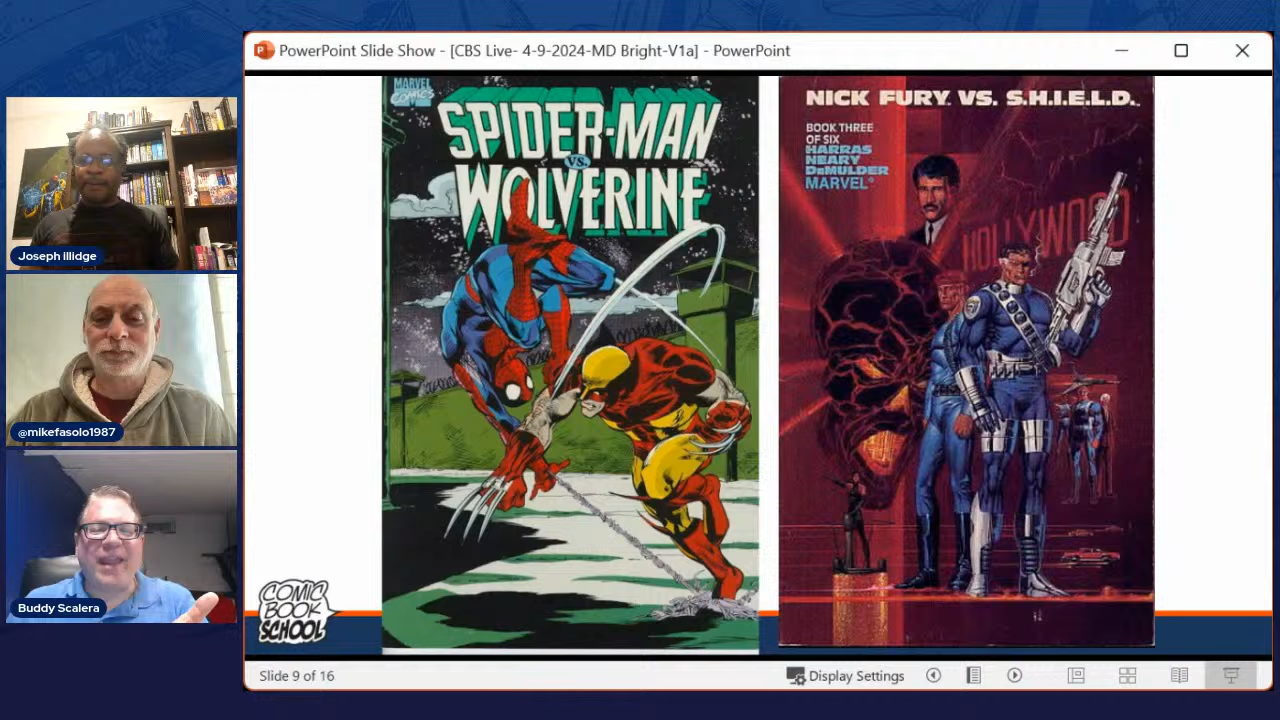 PowerPoint Slide Show - [CBS Live- 4-9-2024-MD Bright-V1a] - PowerPoint
MARVEL
COMICS
SPIDER-MAN
VS.
WOLVERINE
NICK FURY VS. S.H.I.E.L.D.
BOOK THREE
OF SIX
HARRAS
NEARY
DeMULDER
MARVEL®
HOLLYWOOD
Joseph Illidge
@mikefasolo1987
Buddy Scalera
COMIC
BOOK
SCHOOL
Slide 9 of 16
Display Settings